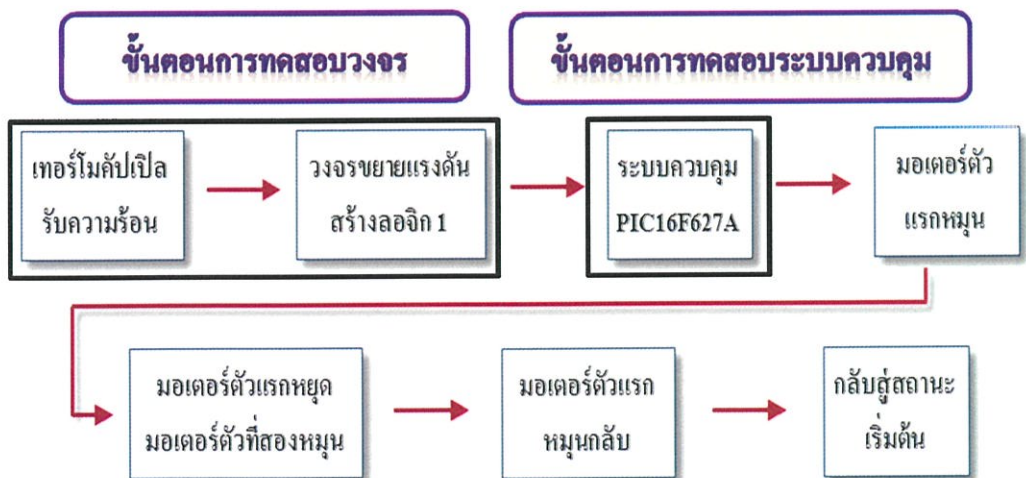 ขั้นตอนการทดสอบวงจร
ขั้นตอนการทดสอบระบบควบคุม
เทอร์โมคัปเปิล
รับความร้อน
วงจรขยายแรงดัน
สร้างลอจิก 1
ระบบควบคุม
PIC16F627A
มอเตอร์ตัว
แรกหมุน
มอเตอร์ตัวแรกหยุด
มอเตอร์ตัวที่สองหมุน
มอเตอร์ตัวแรก
หมุนกลับ
กลับสู่สถานะ
เริ่มต้น